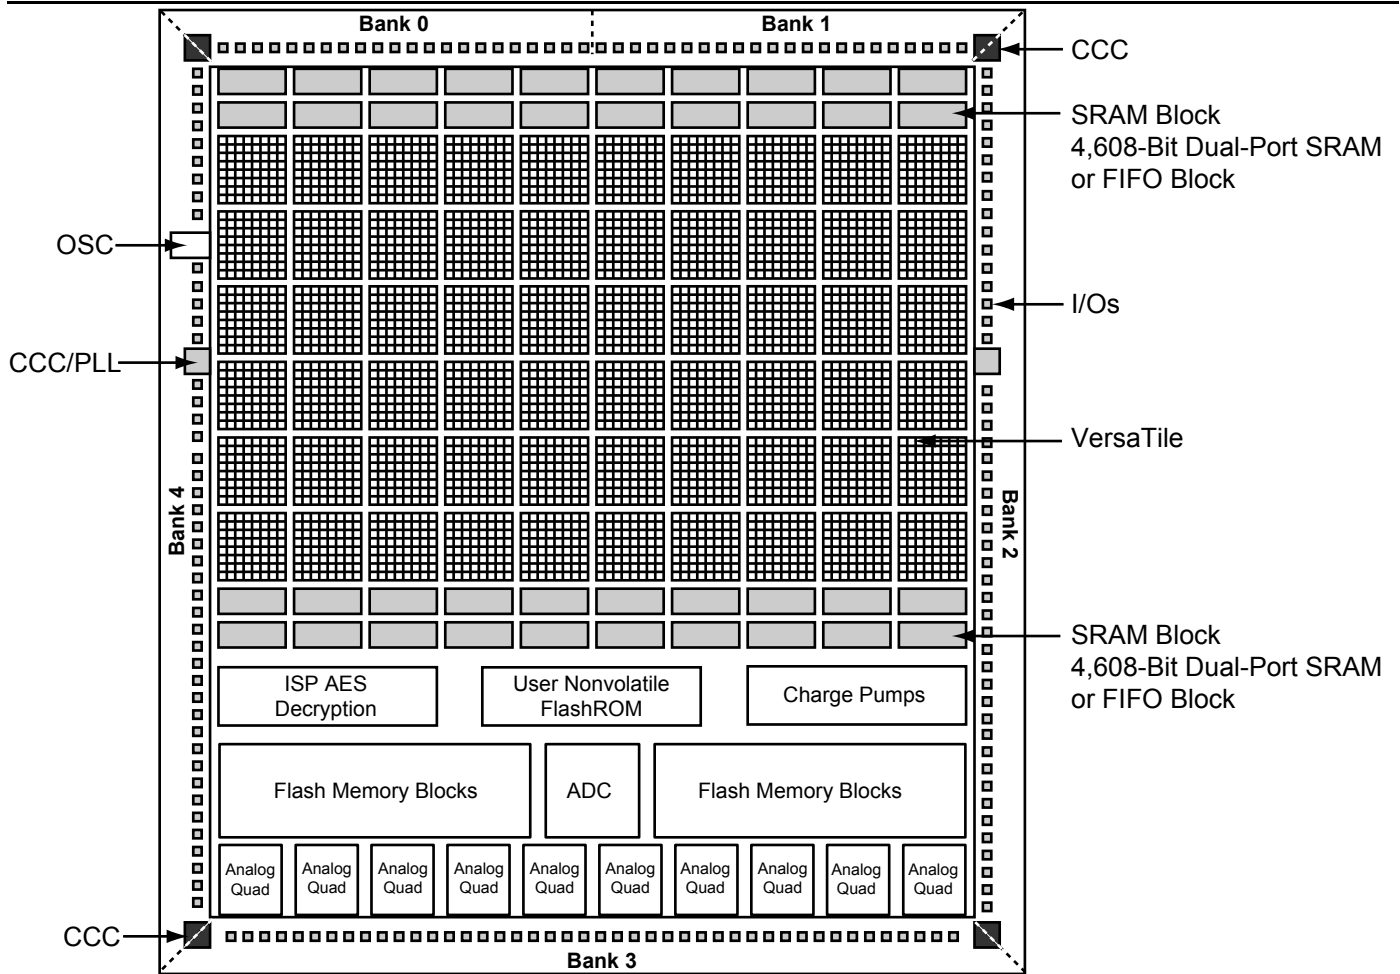 Bank 0
Bank 1
CCC
SRAM Block
4,608-Bit Dual-Port SRAM
or FIFO Block
OSC
I/Os
CCC/PLL
VersaTile
Bank 4
Bank 2
SRAM Block
4,608-Bit Dual-Port SRAM
or FIFO Block
ISP AES
Decryption
User Nonvolatile
FlashROM
Charge Pumps
Flash Memory Blocks
ADC
Flash Memory Blocks
Analog
Quad
Analog
Quad
Analog
Quad
Analog
Quad
Analog
Quad
Analog
Quad
Analog
Quad
Analog
Quad
Analog
Quad
Analog
Quad
CCC
Bank 3